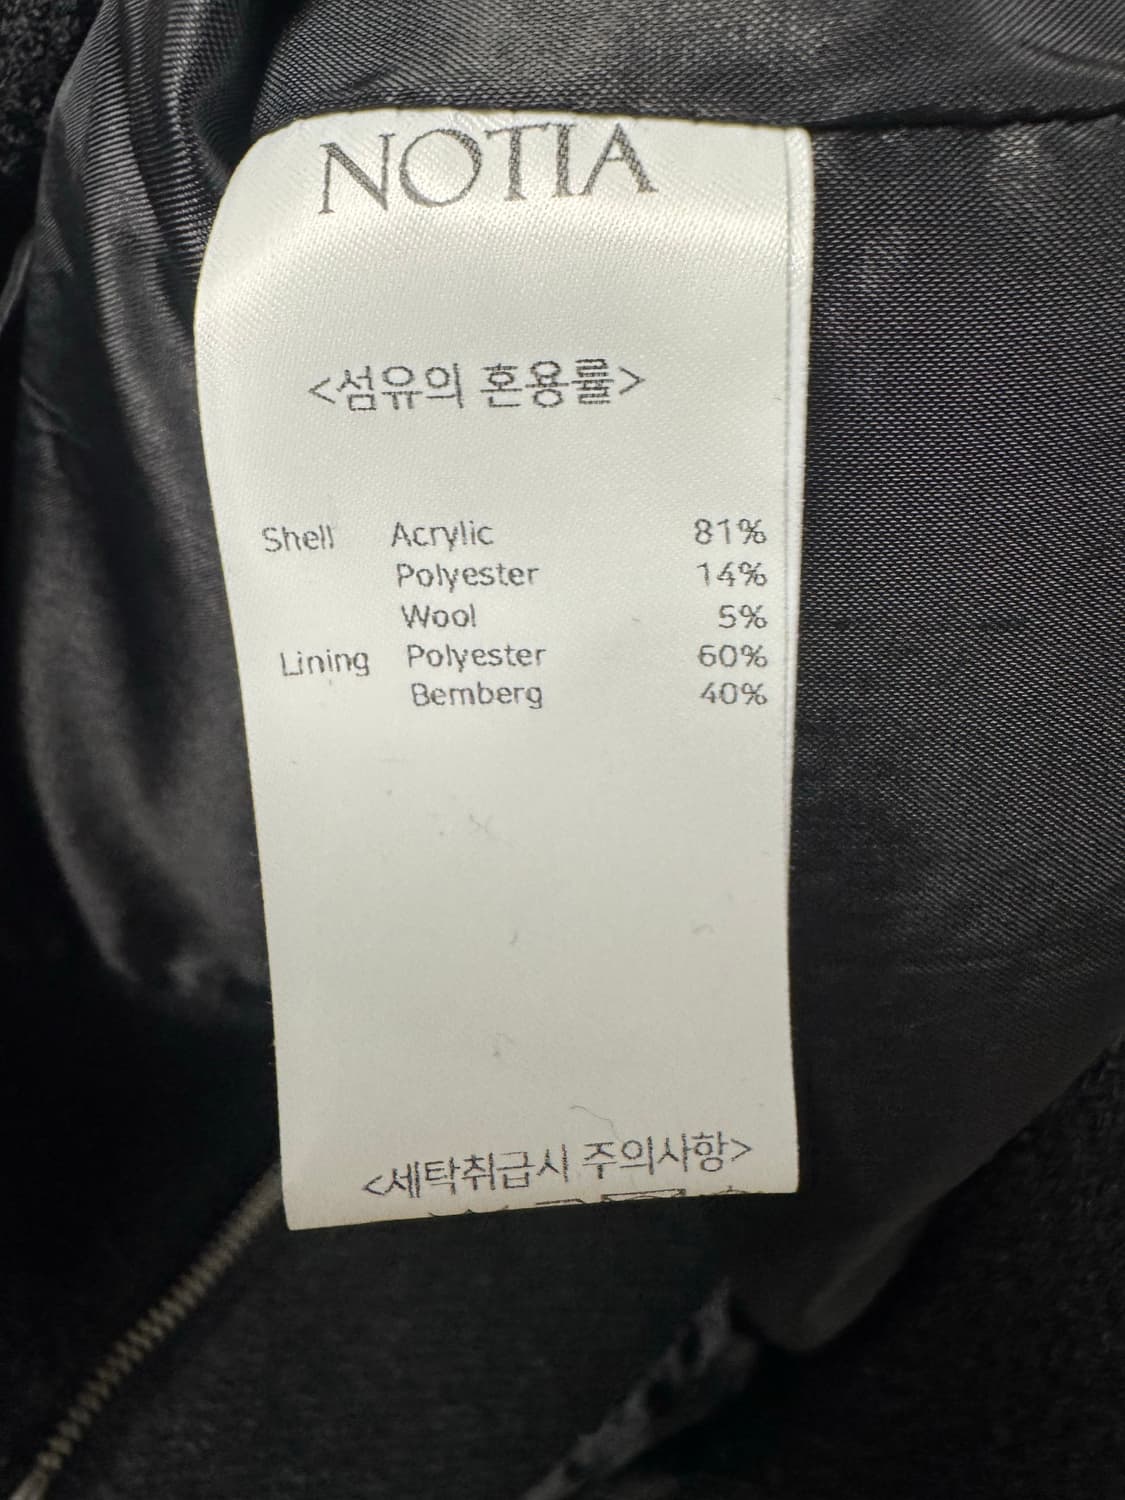 NOTIA
<섬유의 혼용률>
Shell Acrylic 81%
Polyester 14%
Wool 5%
Lining Polyester 60%
Bemberg 40%
<세탁취급시 주의사항>